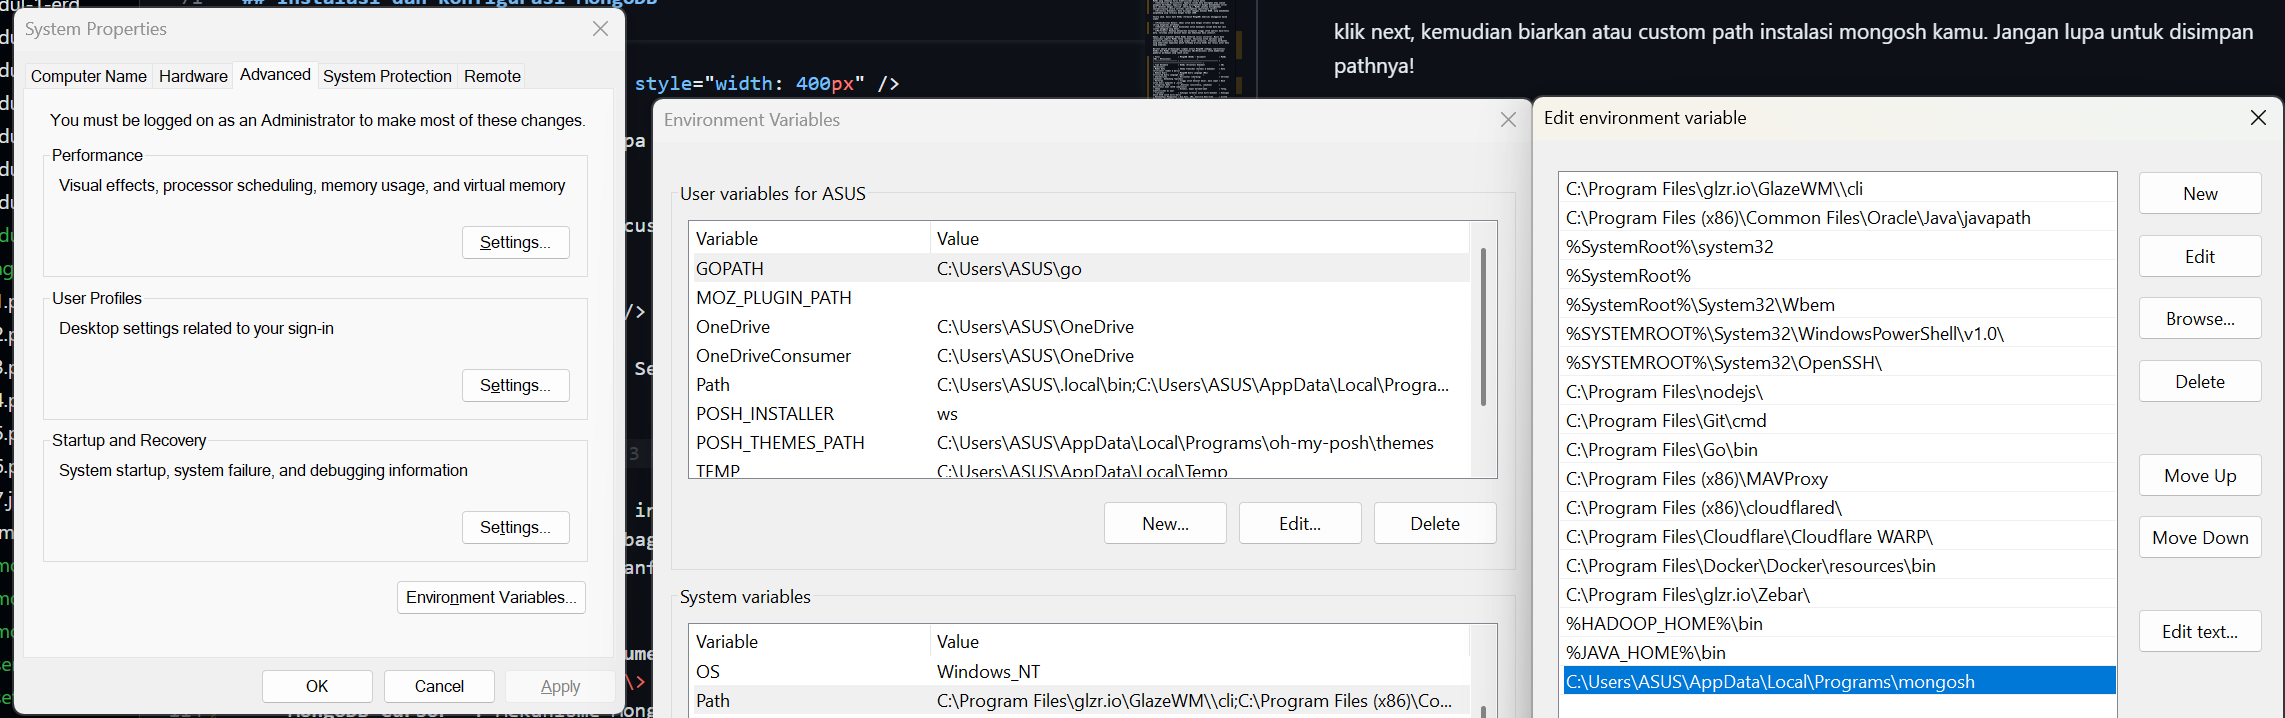 System Properties
Computer Name
Hardware
Advanced
System Protection
Remote
You must be logged on as an Administrator to make most of these changes.
Performance
Visual effects, processor scheduling, memory usage, and virtual memory
Settings...
User Profiles
Desktop settings related to your sign-in
Settings...
Startup and Recovery
System startup, system failure, and debugging information
Settings...
Environment Variables...
OK
Cancel
Apply
style="width: 400px" />
klik next, kemudian biarkan atau custom path instalasi mongosh kamu. Jangan lupa untuk disimpan
pathnya!
Environment Variables
User variables for ASUS
Variable Value
GOPATH C:\Users\ASUS\go
MOZ_PLUGIN_PATH
OneDrive C:\Users\ASUS\OneDrive
OneDriveConsumer C:\Users\ASUS\OneDrive
Path C:\Users\ASUS\.local\bin;C:\Users\ASUS\AppData\Local\Progra...
POSH_INSTALLER ws
POSH_THEMES_PATH C:\Users\ASUS\AppData\Local\Programs\oh-my-posh\themes
TEMP C:\Users\ASUS\AppData\Local\Temp
New...
Edit...
Delete
System variables
Variable Value
OS Windows_NT
Path C:\Program Files\glzr.io\GlazeWM\\cli;C:\Program Files (x86)\Co...
Edit environment variable
C:\Program Files\glzr.io\GlazeWM\\cli
C:\Program Files (x86)\Common Files\Oracle\Java\javapath
%SystemRoot%\system32
%SystemRoot%
%SystemRoot%\System32\Wbem
%SYSTEMROOT%\System32\WindowsPowerShell\v1.0\
%SYSTEMROOT%\System32\OpenSSH\
C:\Program Files\nodejs\
C:\Program Files\Git\cmd
C:\Program Files\Go\bin
C:\Program Files (x86)\MAVProxy
C:\Program Files (x86)\cloudflared\
C:\Program Files\Cloudflare\Cloudflare WARP\
C:\Program Files\Docker\Docker\resources\bin
C:\Program Files\glzr.io\Zebar\
%HADOOP_HOME%\bin
%JAVA_HOME%\bin
C:\Users\ASUS\AppData\Local\Programs\mongosh
New
Edit
Browse...
Delete
Move Up
Move Down
Edit text...